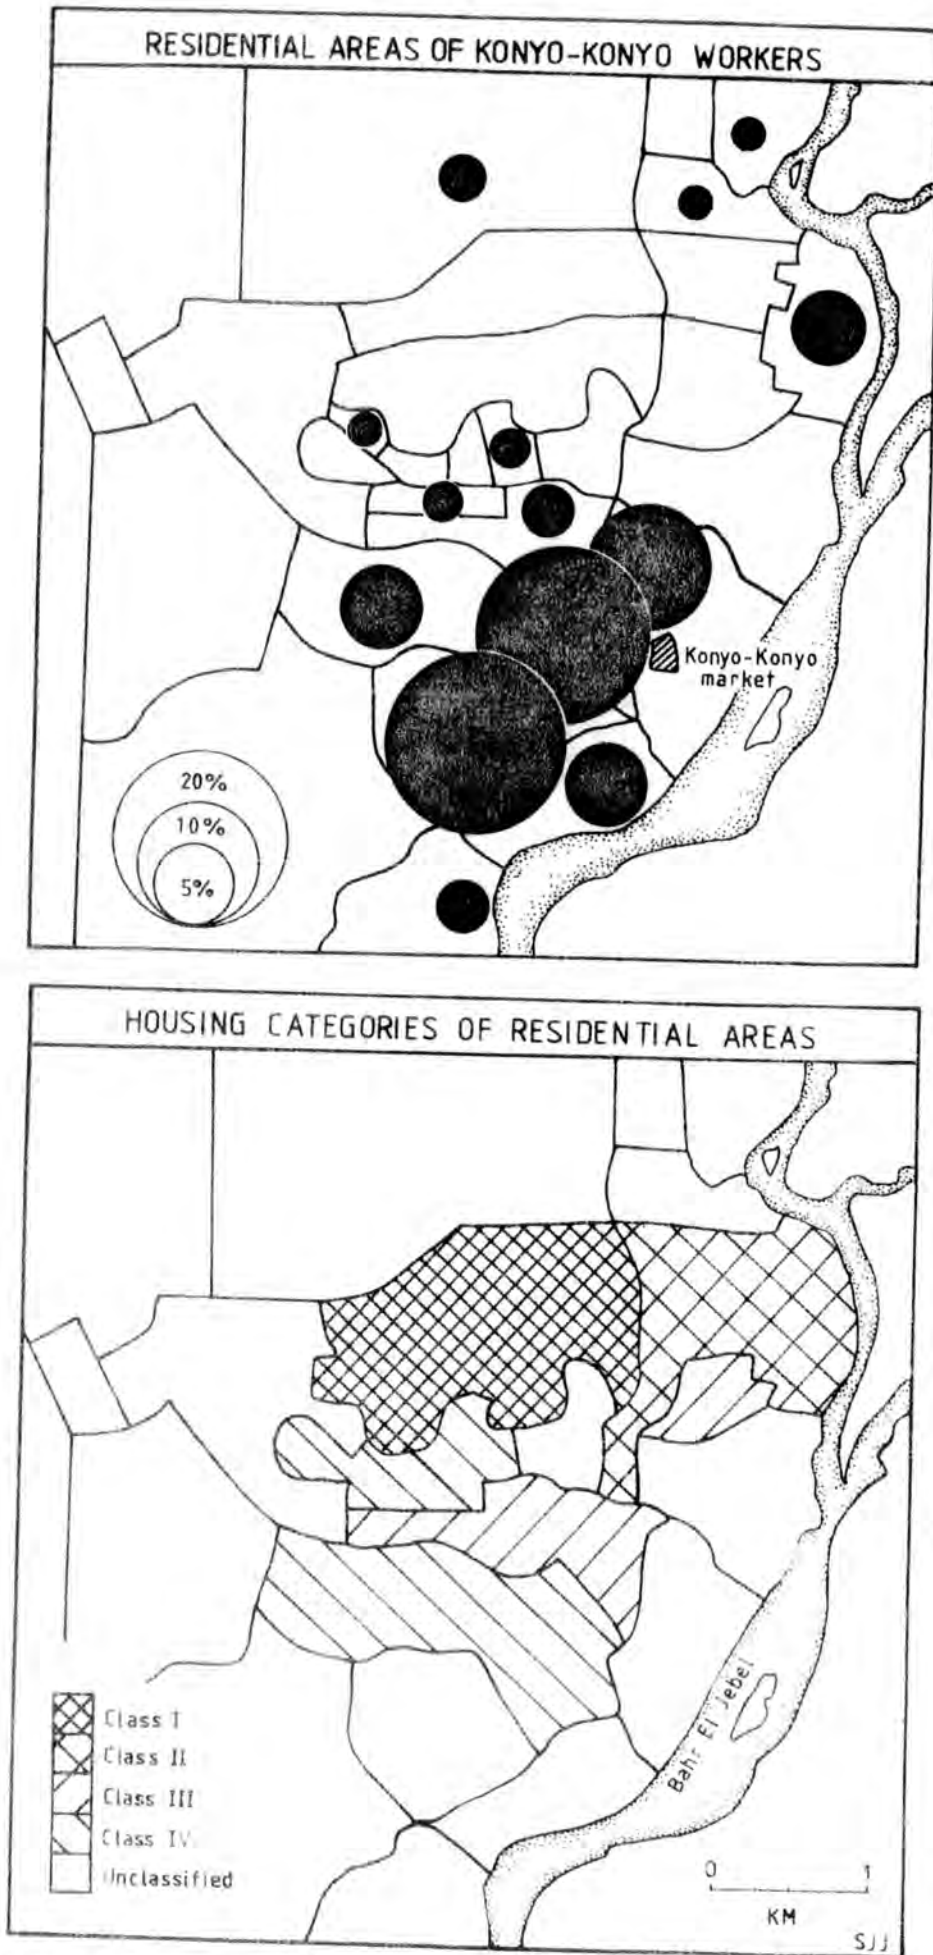 RESIDENTIAL AREAS OF KONYO-KONYO WORKERS
Konyo-Konyo
market
20%
10%
5%
HOUSING CATEGORIES OF RESIDENTIAL AREAS
Bahr El Jebel
Class I
Class II
Class III
Class IV
Unclassified
0 1
KM
SJJ